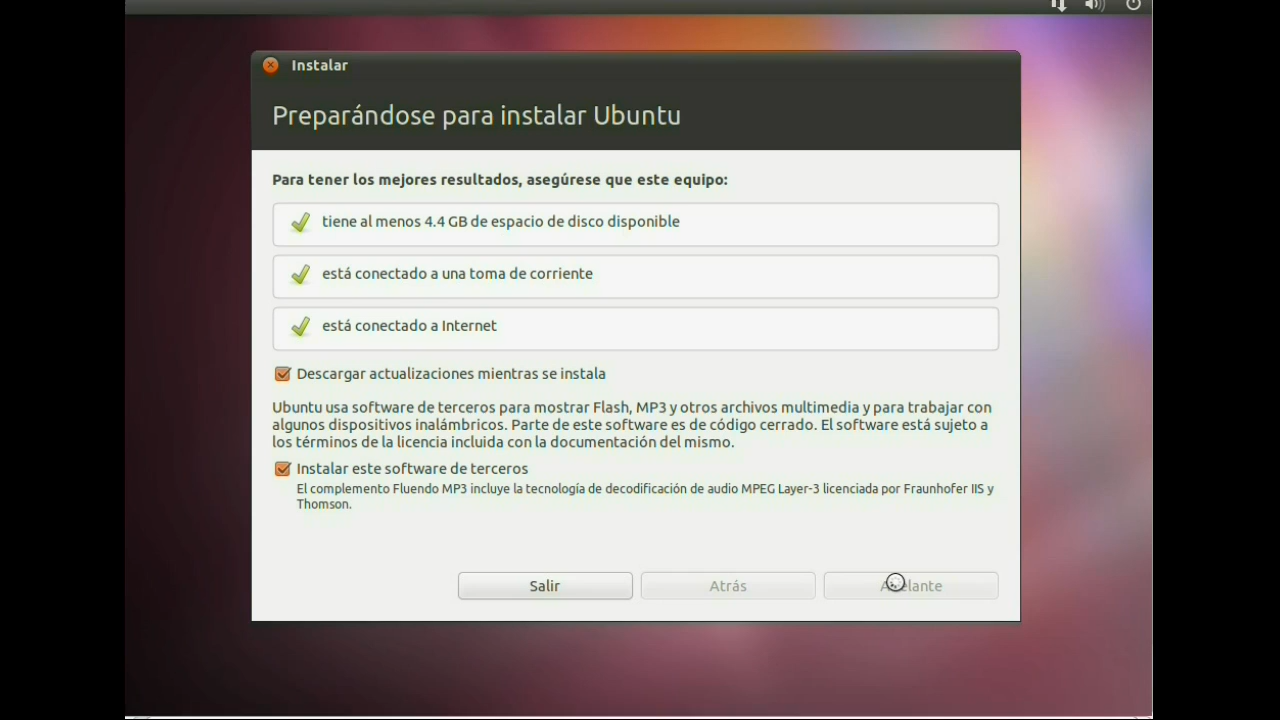 Instalar
Preparándose para instalar Ubuntu
Para tener los mejores resultados, asegúrese que este equipo:
tiene al menos 4.4 GB de espacio de disco disponible
está conectado a una toma de corriente
está conectado a Internet
Descargar actualizaciones mientras se instala
Ubuntu usa software de terceros para mostrar Flash, MP3 y otros archivos multimedia y para trabajar con
algunos dispositivos inalámbricos. Parte de este software es de código cerrado. El software está sujeto a
los términos de la licencia incluida con la documentación del mismo.
Instalar este software de terceros
El complemento Fluendo MP3 incluye la tecnología de decodificación de audio MPEG Layer-3 licenciada por Fraunhofer IIS y
Thomson.
Salir
Atrás
Adelante